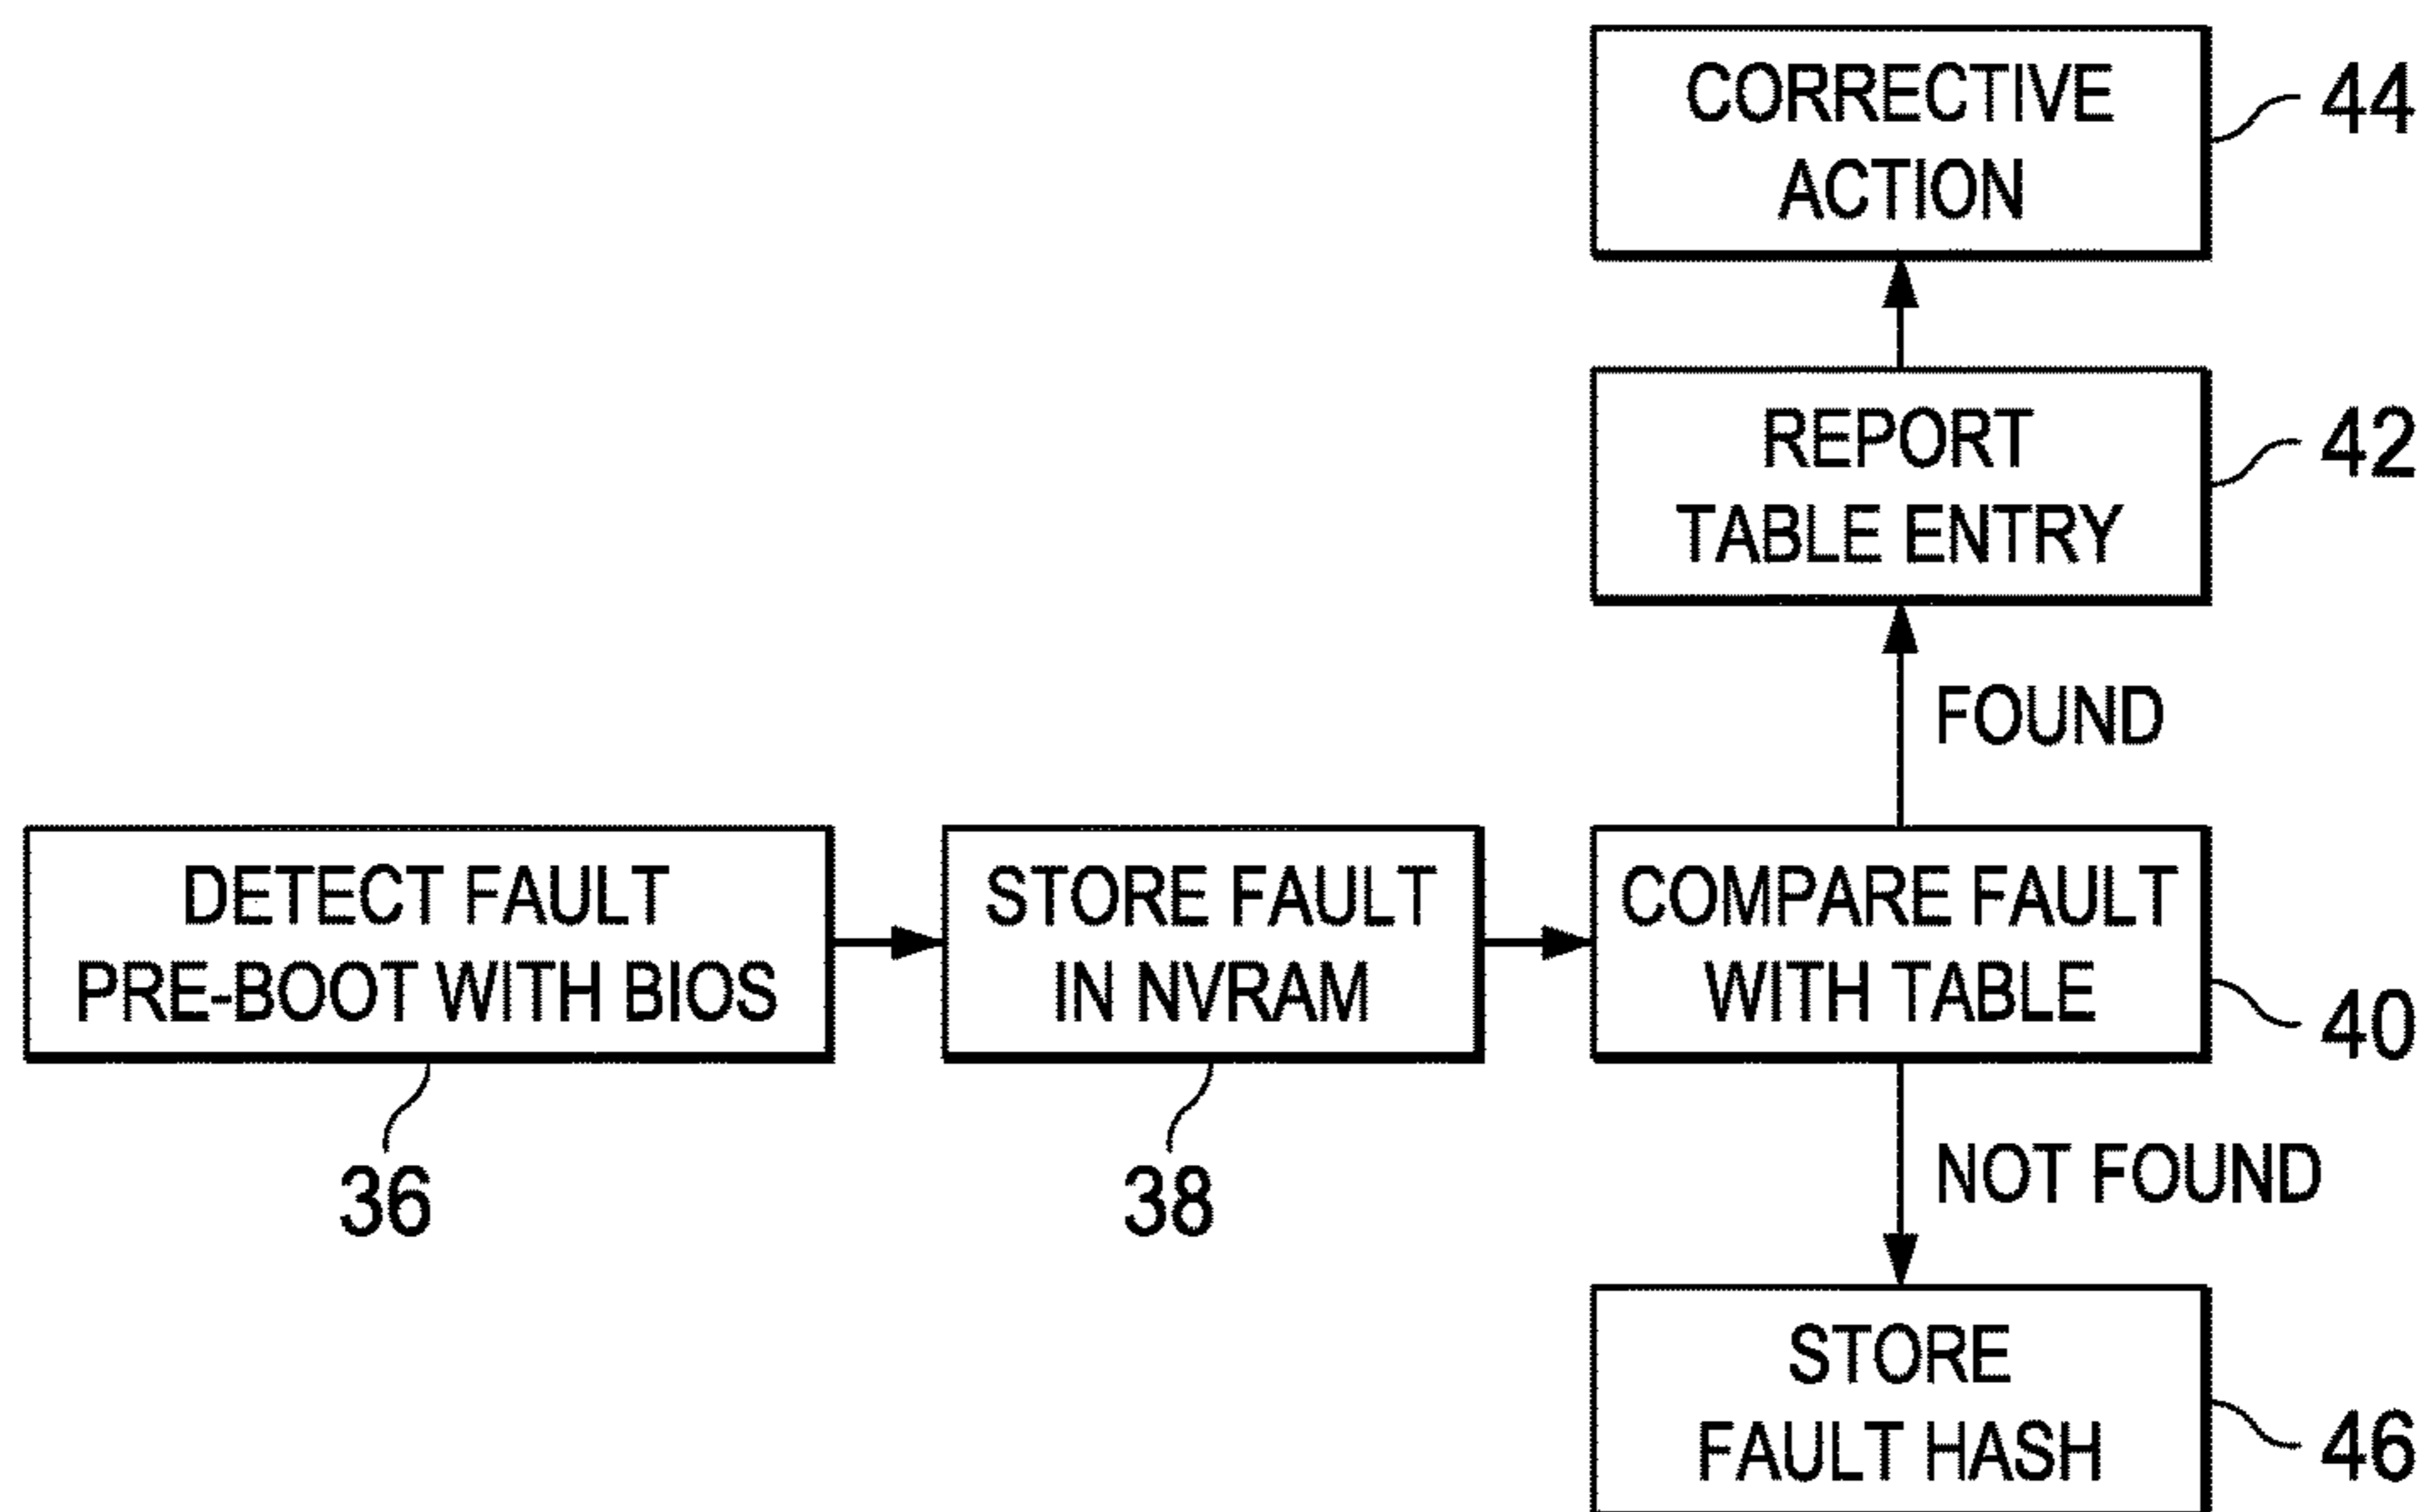 CORRECTIVE
ACTION
44
REPORT
TABLE ENTRY
42
FOUND
DETECT FAULT
PRE-BOOT WITH BIOS
36
STORE FAULT
IN NVRAM
38
COMPARE FAULT
WITH TABLE
40
NOT FOUND
STORE
FAULT HASH
46